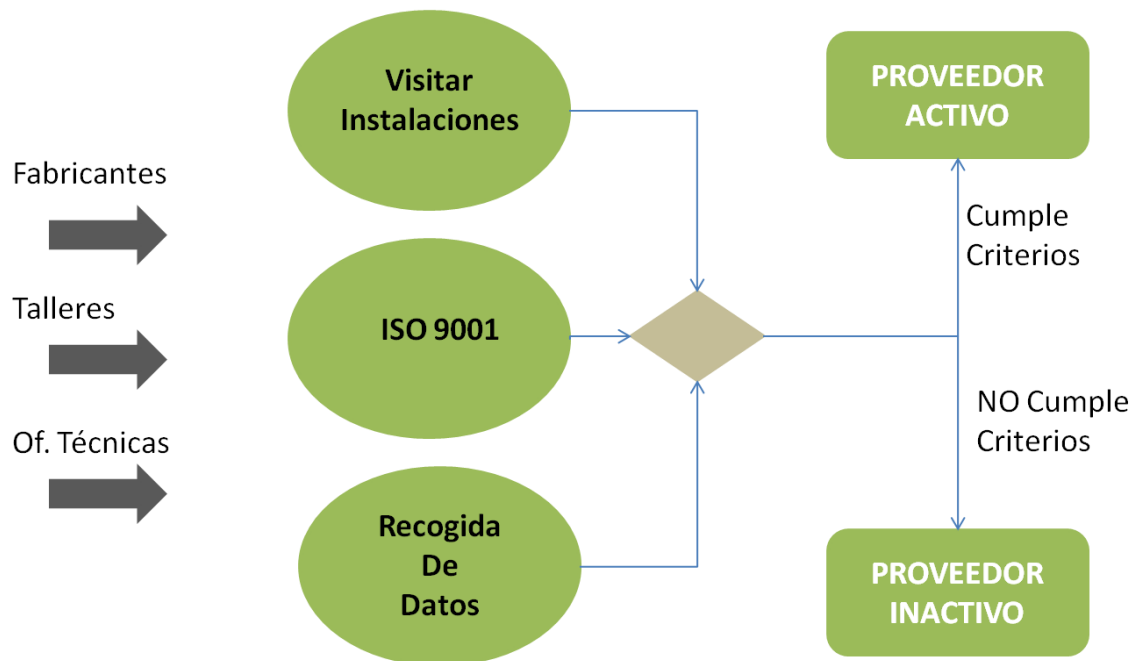 Fabricantes
Talleres
Of. Técnicas
Visitar
Instalaciones
ISO 9001
Recogida
De
Datos
PROVEEDOR
ACTIVO
Cumple
Criterios
NO Cumple
Criterios
PROVEEDOR
INACTIVO